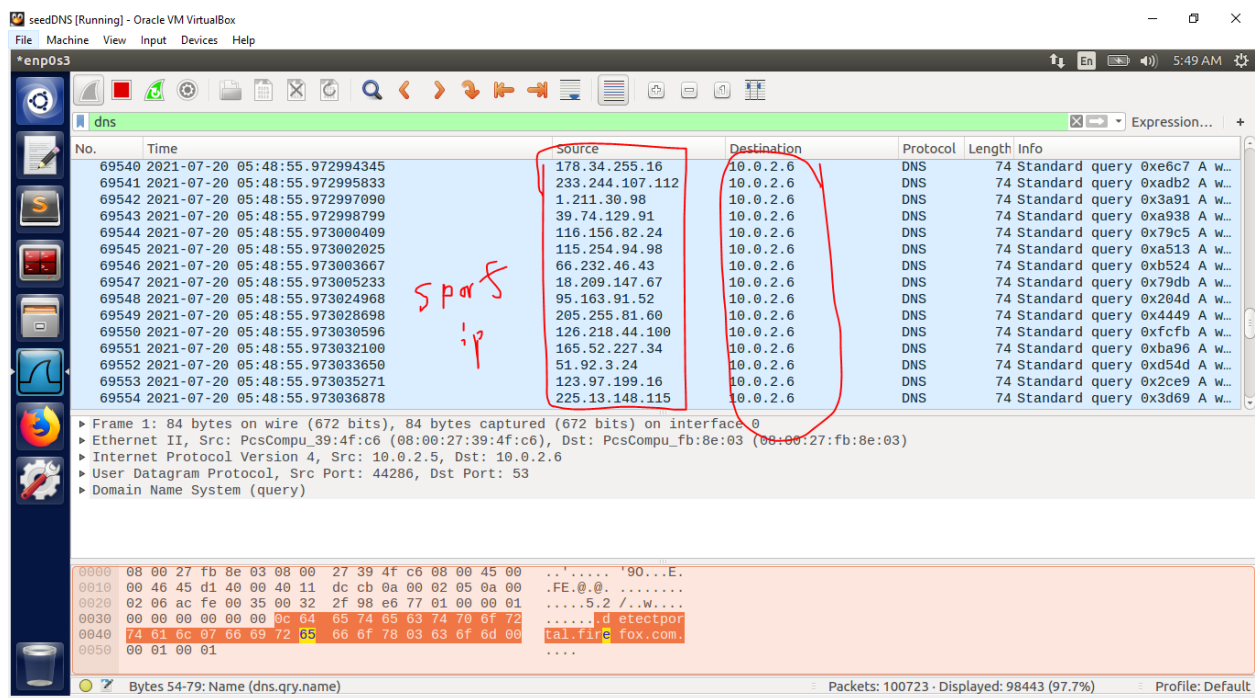 seedDNS [Running] - Oracle VM VirtualBox
File Machine View Input Devices Help
*enp0s3 En 5:49 AM
dns Expression… +
No. Time Source Destination Protocol Length Info
69540 2021-07-20 05:48:55.972994345 178.34.255.16 10.0.2.6 DNS 74 Standard query 0xe6c7 A w…
69541 2021-07-20 05:48:55.972995833 233.244.107.112 10.0.2.6 DNS 74 Standard query 0xadb2 A w…
69542 2021-07-20 05:48:55.972997090 1.211.30.98 10.0.2.6 DNS 74 Standard query 0x3a91 A w…
69543 2021-07-20 05:48:55.972998799 39.74.129.91 10.0.2.6 DNS 74 Standard query 0xa938 A w…
69544 2021-07-20 05:48:55.973000409 116.156.82.24 10.0.2.6 DNS 74 Standard query 0x79c5 A w…
69545 2021-07-20 05:48:55.973002025 115.254.94.98 10.0.2.6 DNS 74 Standard query 0xa513 A w…
69546 2021-07-20 05:48:55.973003667 66.232.46.43 10.0.2.6 DNS 74 Standard query 0xb524 A w…
69547 2021-07-20 05:48:55.973005233 18.209.147.67 10.0.2.6 DNS 74 Standard query 0x79db A w…
69548 2021-07-20 05:48:55.973024968 95.163.91.52 10.0.2.6 DNS 74 Standard query 0x204d A w…
69549 2021-07-20 05:48:55.973028698 205.255.81.60 10.0.2.6 DNS 74 Standard query 0x4449 A w…
69550 2021-07-20 05:48:55.973030596 126.218.44.100 10.0.2.6 DNS 74 Standard query 0xfcfb A w…
69551 2021-07-20 05:48:55.973032100 165.52.227.34 10.0.2.6 DNS 74 Standard query 0xba96 A w…
69552 2021-07-20 05:48:55.973033650 51.92.3.24 10.0.2.6 DNS 74 Standard query 0xd54d A w…
69553 2021-07-20 05:48:55.973035271 123.97.199.16 10.0.2.6 DNS 74 Standard query 0x2ce9 A w…
69554 2021-07-20 05:48:55.973036878 225.13.148.115 10.0.2.6 DNS 74 Standard query 0x3d69 A w…
ip
Frame 1: 84 bytes on wire (672 bits), 84 bytes captured (672 bits) on interface 0
Ethernet II, Src: PcsCompu_39:4f:c6 (08:00:27:39:4f:c6), Dst: PcsCompu_fb:8e:03 (08:00:27:fb:8e:03)
Internet Protocol Version 4, Src: 10.0.2.5, Dst: 10.0.2.6
User Datagram Protocol, Src Port: 44286, Dst Port: 53
Domain Name System (query)
0000 08 00 27 fb 8e 03 08 00 27 39 4f c6 08 00 45 00 ..'..... '9O...E.
0010 00 46 45 d1 40 00 40 11 dc cb 0a 00 02 05 0a 00 .FE.@.@. ........
0020 02 06 ac fe 00 35 00 32 2f 98 e6 77 01 00 00 01 .....5.2 /..w....
0030 00 00 00 00 00 00 0c 64 65 74 65 63 74 70 6f 72 .......d etectpor
0040 74 61 6c 07 66 69 72 65 66 6f 78 03 63 6f 6d 00 tal.fire fox.com.
0050 00 01 00 01 ....
Bytes 54-79: Name (dns.qry.name) Packets: 100723 · Displayed: 98443 (97.7%) Profile: Default